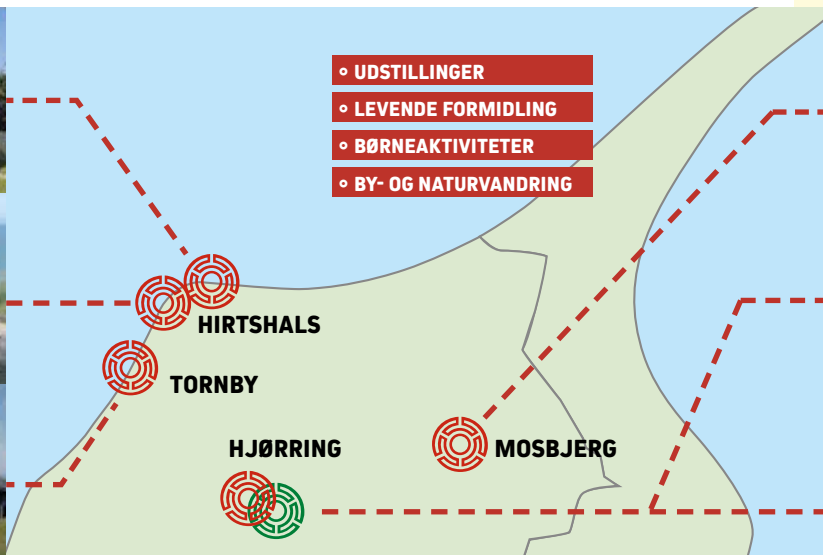 ° UDSTILLINGER
° LEVENDE FORMIDLING
° BØRNEAKTIVITETER
° BY- OG NATURVANDRING
HIRTSHALS
TORNBY
HJØRRING
MOSBJERG